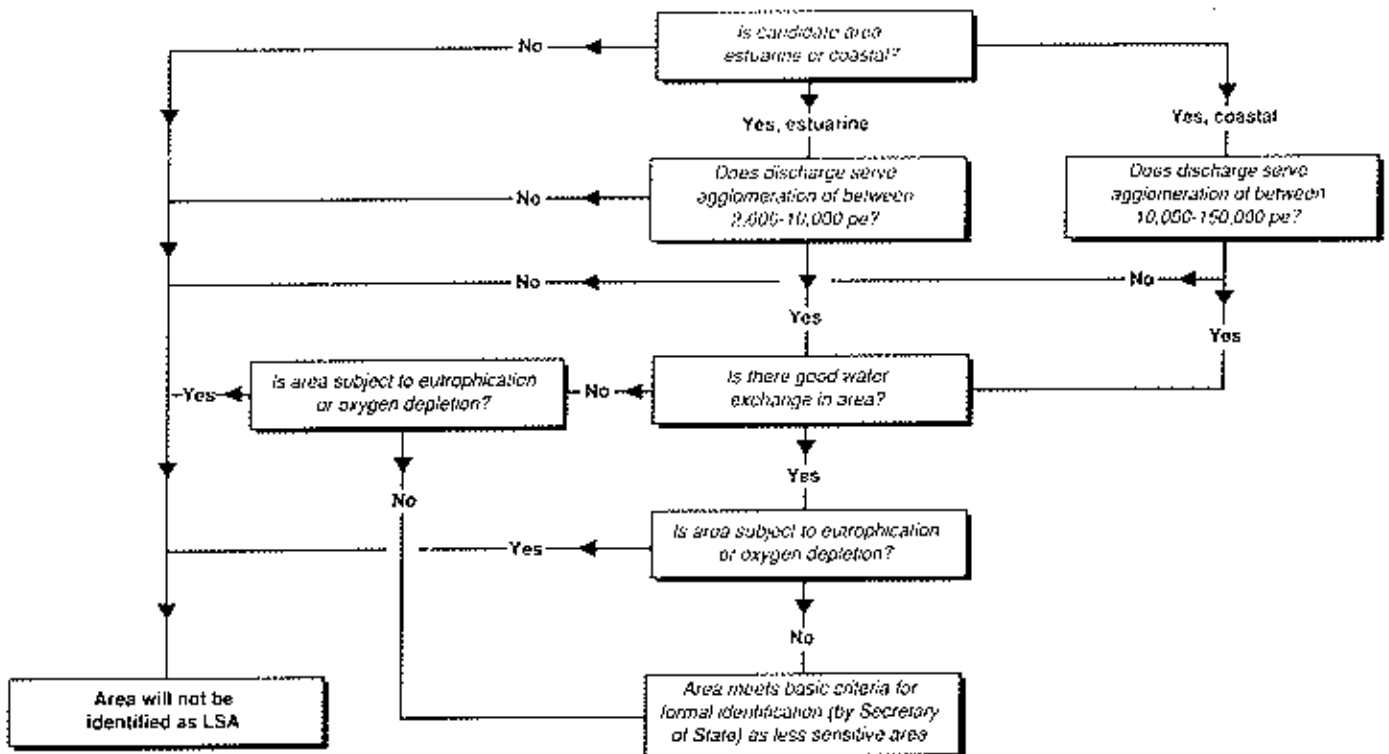 Is candidate area
estuarine or coastal?
No
Yes, estuarine
Yes, coastal
Does discharge serve
agglomeration of between
2,000-10,000 pe?
Does discharge serve
agglomeration of between
10,000-150,000 pe?
No
No
No
Yes
Yes
Is area subject to eutrophication
or oxygen depletion?
Is there good water
exchange in area?
Yes
No
Yes
No
Is area subject to eutrophication
or oxygen depletion?
Yes
No
Area will not be
identified as LSA
Area meets basic criteria for
formal identification (by Secretary
of State) as less sensitive area